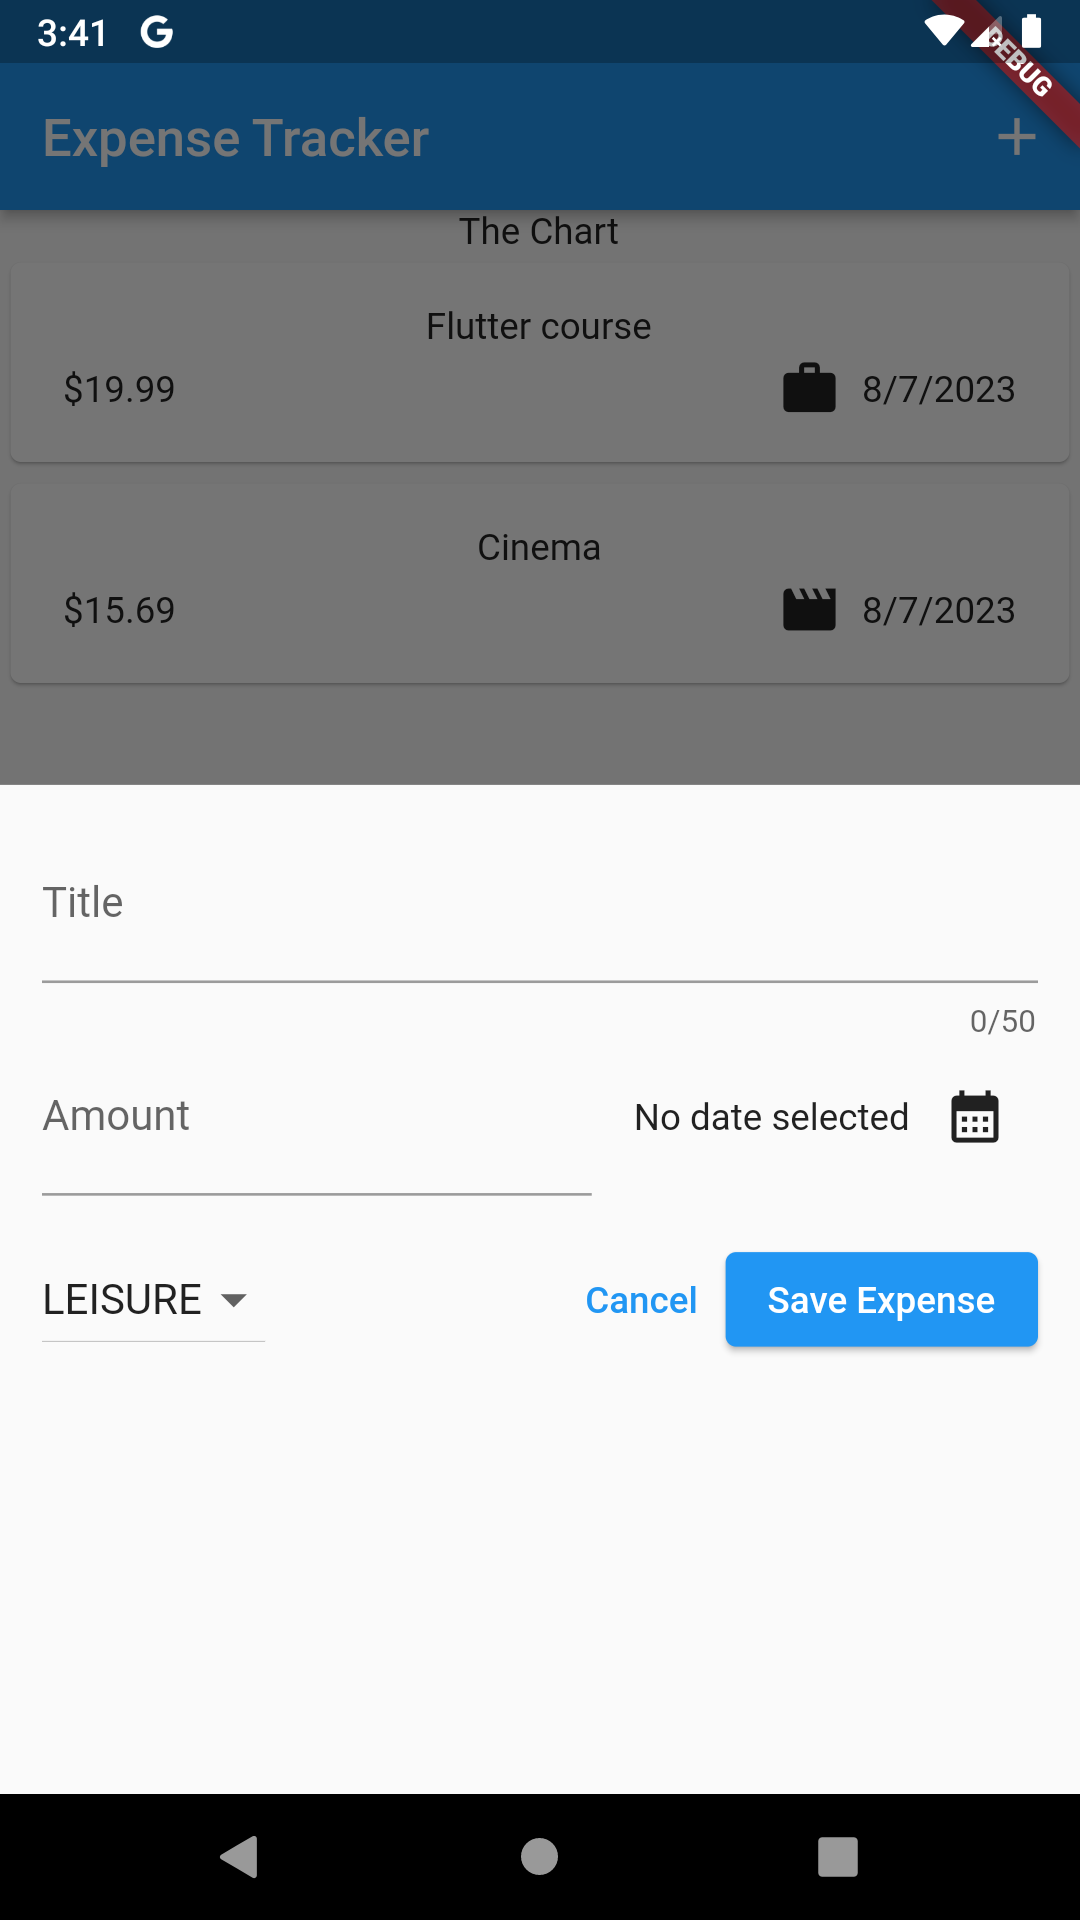 3:41 G
DEBUG
Expense Tracker
The Chart
Flutter course
$19.99 8/7/2023
Cinema
$15.69 8/7/2023
Title
0/50
Amount No date selected
LEISURE Cancel Save Expense